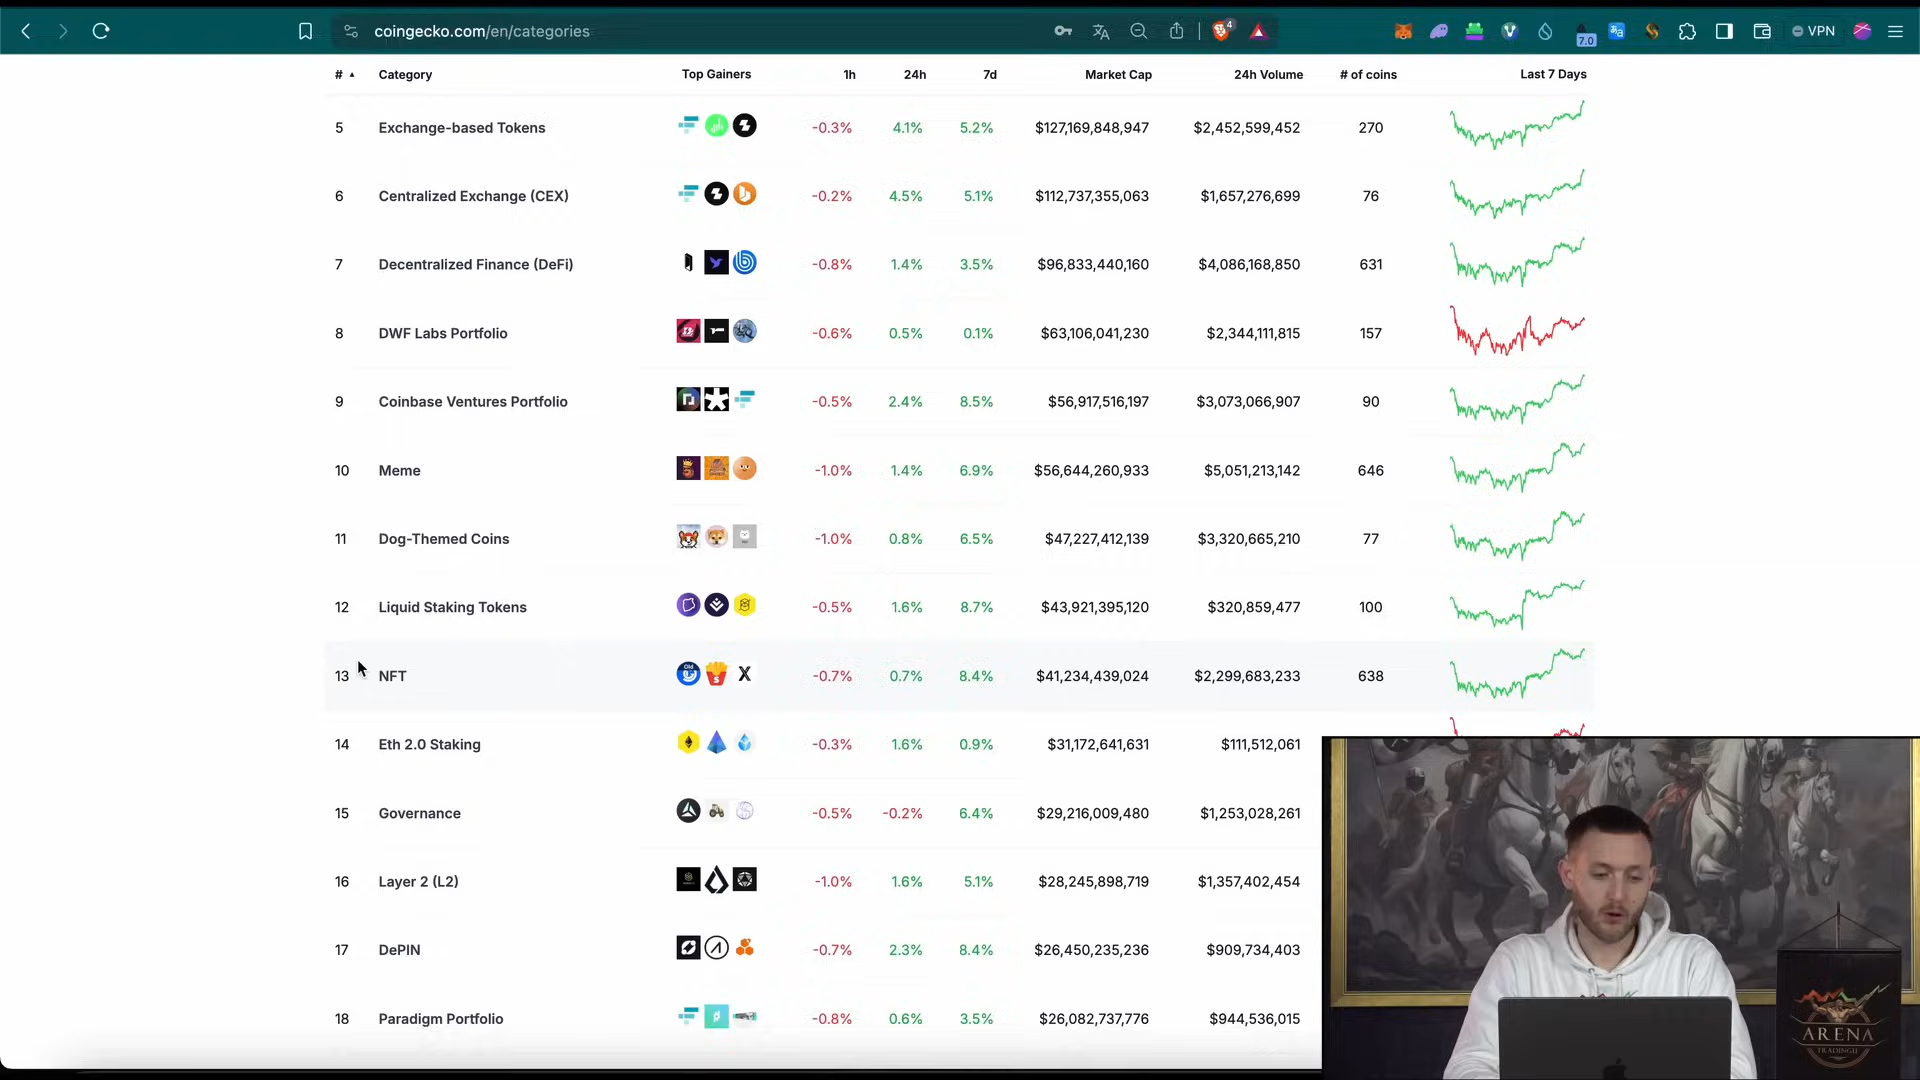 4
coingecko.com/en/categories
7.0
VPN
# ▲ Category Top Gainers 1h 24h 7d Market Cap 24h Volume # of coins Last 7 Days
5 Exchange-based Tokens -0.3% 4.1% 5.2% $127,169,848,947 $2,452,599,452 270
6 Centralized Exchange (CEX) -0.2% 4.5% 5.1% $112,737,355,063 $1,657,276,699 76
7 Decentralized Finance (DeFi) -0.8% 1.4% 3.5% $96,833,440,160 $4,086,168,850 631
8 DWF Labs Portfolio -0.6% 0.5% 0.1% $63,106,041,230 $2,344,111,815 157
9 Coinbase Ventures Portfolio -0.5% 2.4% 8.5% $56,917,516,197 $3,073,066,907 90
10 Meme -1.0% 1.4% 6.9% $56,644,260,933 $5,051,213,142 646
11 Dog-Themed Coins -1.0% 0.8% 6.5% $47,227,412,139 $3,320,665,210 77
12 Liquid Staking Tokens -0.5% 1.6% 8.7% $43,921,395,120 $320,859,477 100
13 NFT -0.7% 0.7% 8.4% $41,234,439,024 $2,299,683,233 638
14 Eth 2.0 Staking -0.3% 1.6% 0.9% $31,172,641,631 $111,512,061
15 Governance -0.5% -0.2% 6.4% $29,216,009,480 $1,253,028,261
16 Layer 2 (L2) -1.0% 1.6% 5.1% $28,245,898,719 $1,357,402,454
17 DePIN -0.7% 2.3% 8.4% $26,450,235,236 $909,734,403
18 Paradigm Portfolio -0.8% 0.6% 3.5% $26,082,737,776 $944,536,015
ARENA
TRADINGU